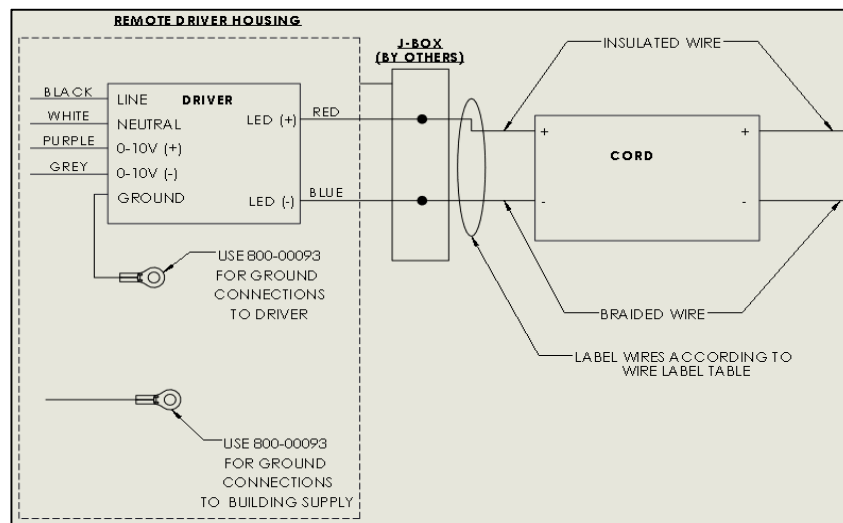 REMOTE DRIVER HOUSING
J-BOX
(BY OTHERS)
INSULATED WIRE
BLACK
WHITE
PURPLE
GREY
LINE
NEUTRAL
0-10V (+)
0-10V (-)
GROUND
DRIVER
LED (+)
LED (-)
RED
BLUE
+
-
CORD
+
-
USE 800-00093
FOR GROUND
CONNECTIONS
TO DRIVER
BRAIDED WIRE
LABEL WIRES ACCORDING TO
WIRE LABEL TABLE
USE 800-00093
FOR GROUND
CONNECTIONS
TO BUILDING SUPPLY